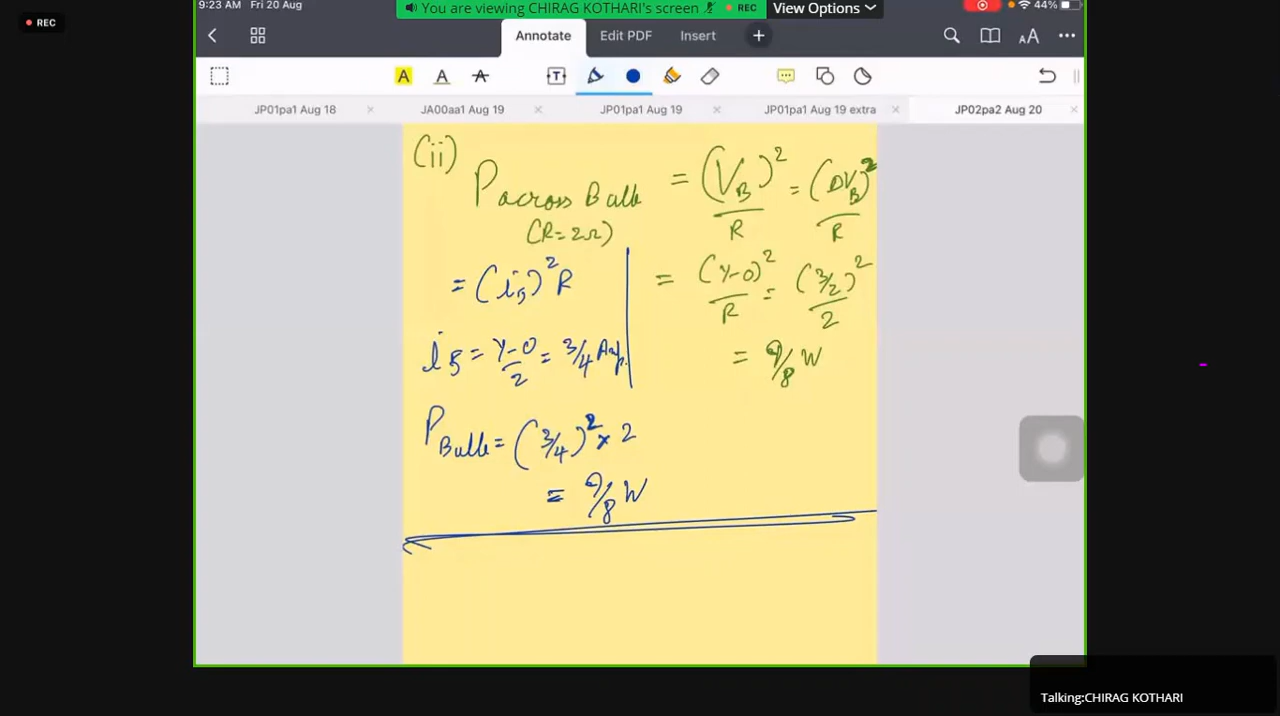 9:23 AM Fri 20 Aug
REC
You are viewing CHIRAG KOTHARI's screen
REC
View Options
44%
Annotate
Edit PDF
Insert
+
AA
A A A
T
JP01pa1 Aug 18 ×
JA00aa1 Aug 19 ×
JP01pa1 Aug 19 ×
JP01pa1 Aug 19 extra ×
JP02pa2 Aug 20 ×
(ii)
P across Bulb = (V_B)²/R = (ΔV_B)²/R
(R=2Ω)
= (i₅)² R
= (Y-0)²/R = (3/2)²/2
i₅ = Y-0/2 = 3/4 Amp.
= 9/8 W
P Bulb = (3/4)² × 2
= 9/8 W
Talking:CHIRAG KOTHARI